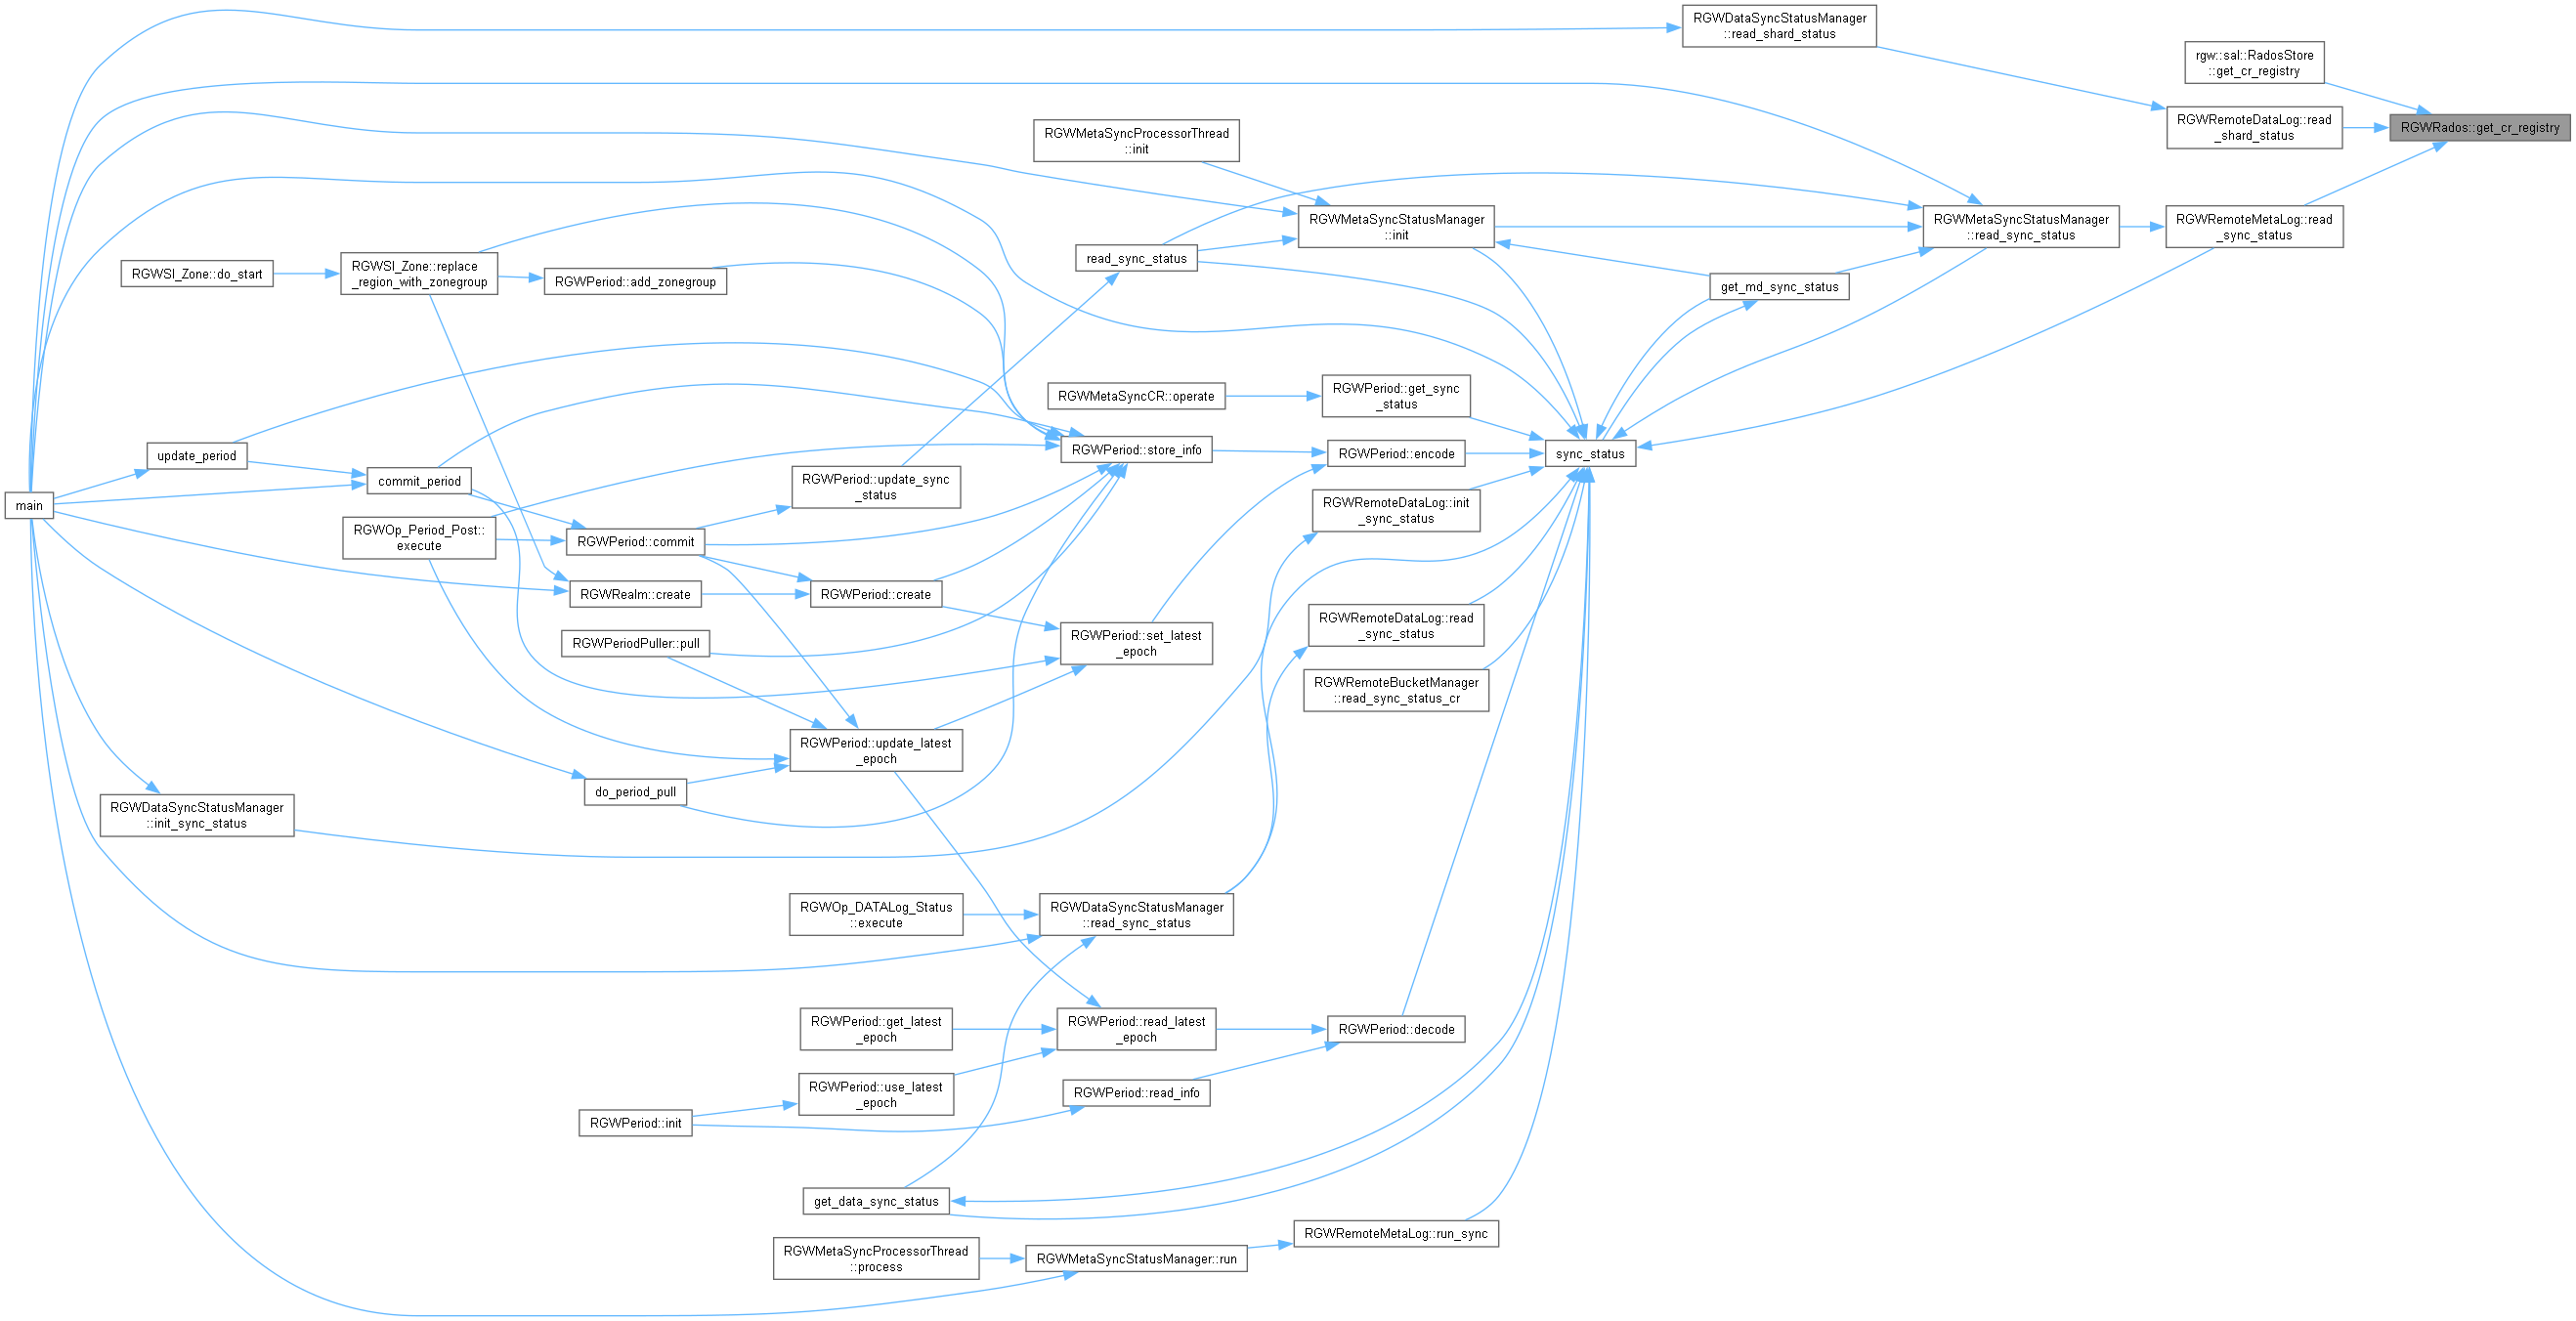 RGWDataSyncStatusManager
::read_shard_status
rgw::sal::RadosStore
::get_cr_registry
RGWRemoteDataLog::read
_shard_status
RGWRados::get_cr_registry
RGWMetaSyncProcessorThread
::init
RGWMetaSyncStatusManager
::init
RGWMetaSyncStatusManager
::read_sync_status
RGWRemoteMetaLog::read
_sync_status
read_sync_status
RGWSI_Zone::do_start
RGWSI_Zone::replace
_region_with_zonegroup
RGWPeriod::add_zonegroup
get_md_sync_status
RGWMetaSyncCR::operate
RGWPeriod::get_sync
_status
update_period
RGWPeriod::store_info
RGWPeriod::encode
sync_status
commit_period
RGWPeriod::update_sync
_status
main
RGWRemoteDataLog::init
_sync_status
RGWOp_Period_Post::
execute
RGWPeriod::commit
RGWRealm::create
RGWPeriod::create
RGWRemoteDataLog::read
_sync_status
RGWPeriodPuller::pull
RGWPeriod::set_latest
_epoch
RGWRemoteBucketManager
::read_sync_status_cr
RGWPeriod::update_latest
_epoch
do_period_pull
RGWDataSyncStatusManager
::init_sync_status
RGWOp_DATALog_Status
::execute
RGWDataSyncStatusManager
::read_sync_status
RGWPeriod::get_latest
_epoch
RGWPeriod::read_latest
_epoch
RGWPeriod::decode
RGWPeriod::use_latest
_epoch
RGWPeriod::read_info
RGWPeriod::init
get_data_sync_status
RGWRemoteMetaLog::run_sync
RGWMetaSyncProcessorThread
::process
RGWMetaSyncStatusManager::run